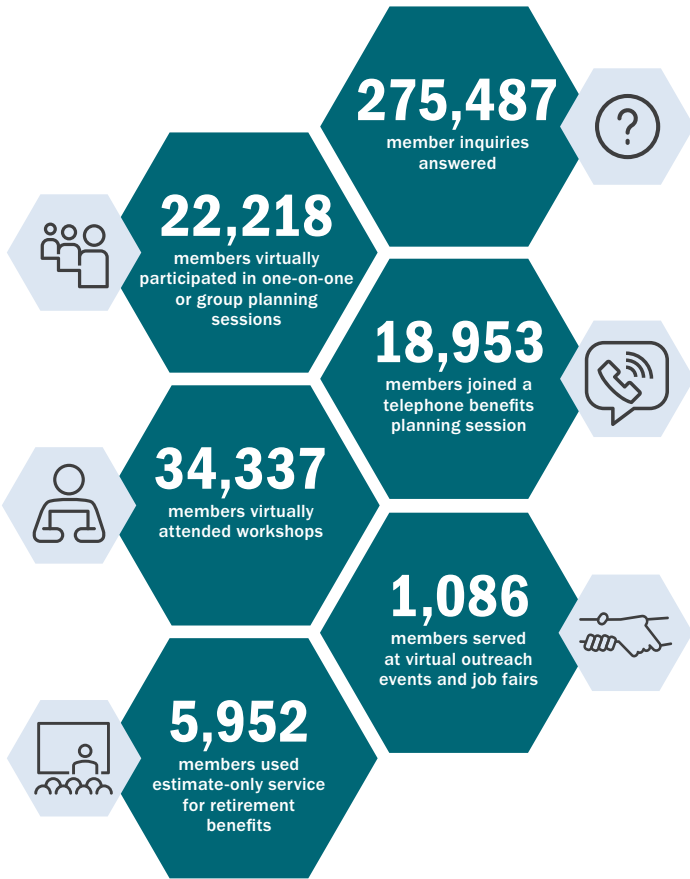 275,487
member inquiries
answered
22,218
members virtually
participated in one-on-one
or group planning
sessions
18,953
members joined a
telephone benefits
planning session
34,337
members virtually
attended workshops
1,086
members served
at virtual outreach
events and job fairs
5,952
members used
estimate-only service
for retirement
benefits